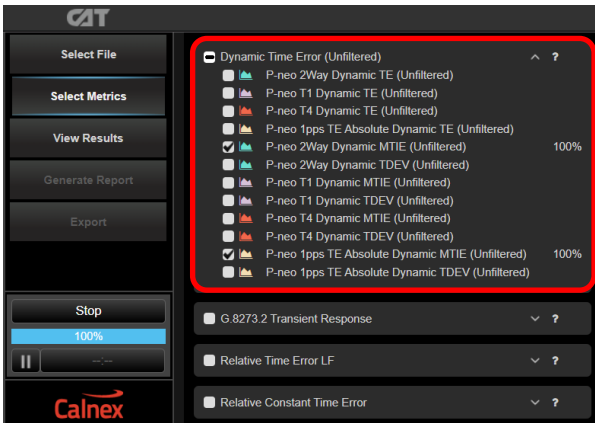 CAT
Select File
Select Metrics
View Results
Generate Report
Export
Stop
100%
--:--
Calnex
Dynamic Time Error (Unfiltered) ?
P-neo 2Way Dynamic TE (Unfiltered)
P-neo T1 Dynamic TE (Unfiltered)
P-neo T4 Dynamic TE (Unfiltered)
P-neo 1pps TE Absolute Dynamic TE (Unfiltered)
P-neo 2Way Dynamic MTIE (Unfiltered) 100%
P-neo 2Way Dynamic TDEV (Unfiltered)
P-neo T1 Dynamic MTIE (Unfiltered)
P-neo T1 Dynamic TDEV (Unfiltered)
P-neo T4 Dynamic MTIE (Unfiltered)
P-neo T4 Dynamic TDEV (Unfiltered)
P-neo 1pps TE Absolute Dynamic MTIE (Unfiltered) 100%
P-neo 1pps TE Absolute Dynamic TDEV (Unfiltered)
G.8273.2 Transient Response ?
Relative Time Error LF ?
Relative Constant Time Error ?